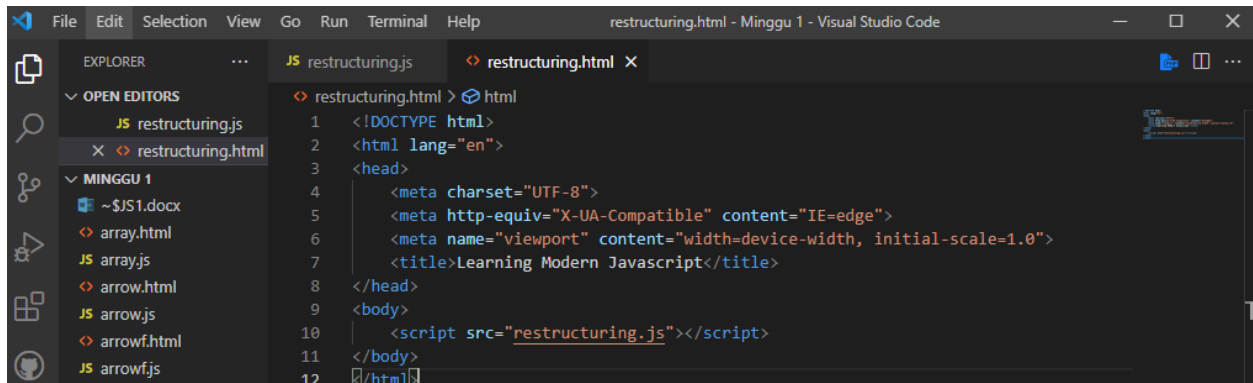 File Edit Selection View Go Run Terminal Help restructuring.html - Minggu 1 - Visual Studio Code
EXPLORER ···
JS restructuring.js <> restructuring.html ×
OPEN EDITORS
JS restructuring.js
× <> restructuring.html
MINGGU 1
~$JS1.docx
<> array.html
JS array.js
<> arrow.html
JS arrow.js
<> arrowf.html
JS arrowf.js
<> restructuring.html > html
1 <!DOCTYPE html>
2 <html lang="en">
3 <head>
4 <meta charset="UTF-8">
5 <meta http-equiv="X-UA-Compatible" content="IE=edge">
6 <meta name="viewport" content="width=device-width, initial-scale=1.0">
7 <title>Learning Modern Javascript</title>
8 </head>
9 <body>
10 <script src="restructuring.js"></script>
11 </body>
12 </html>